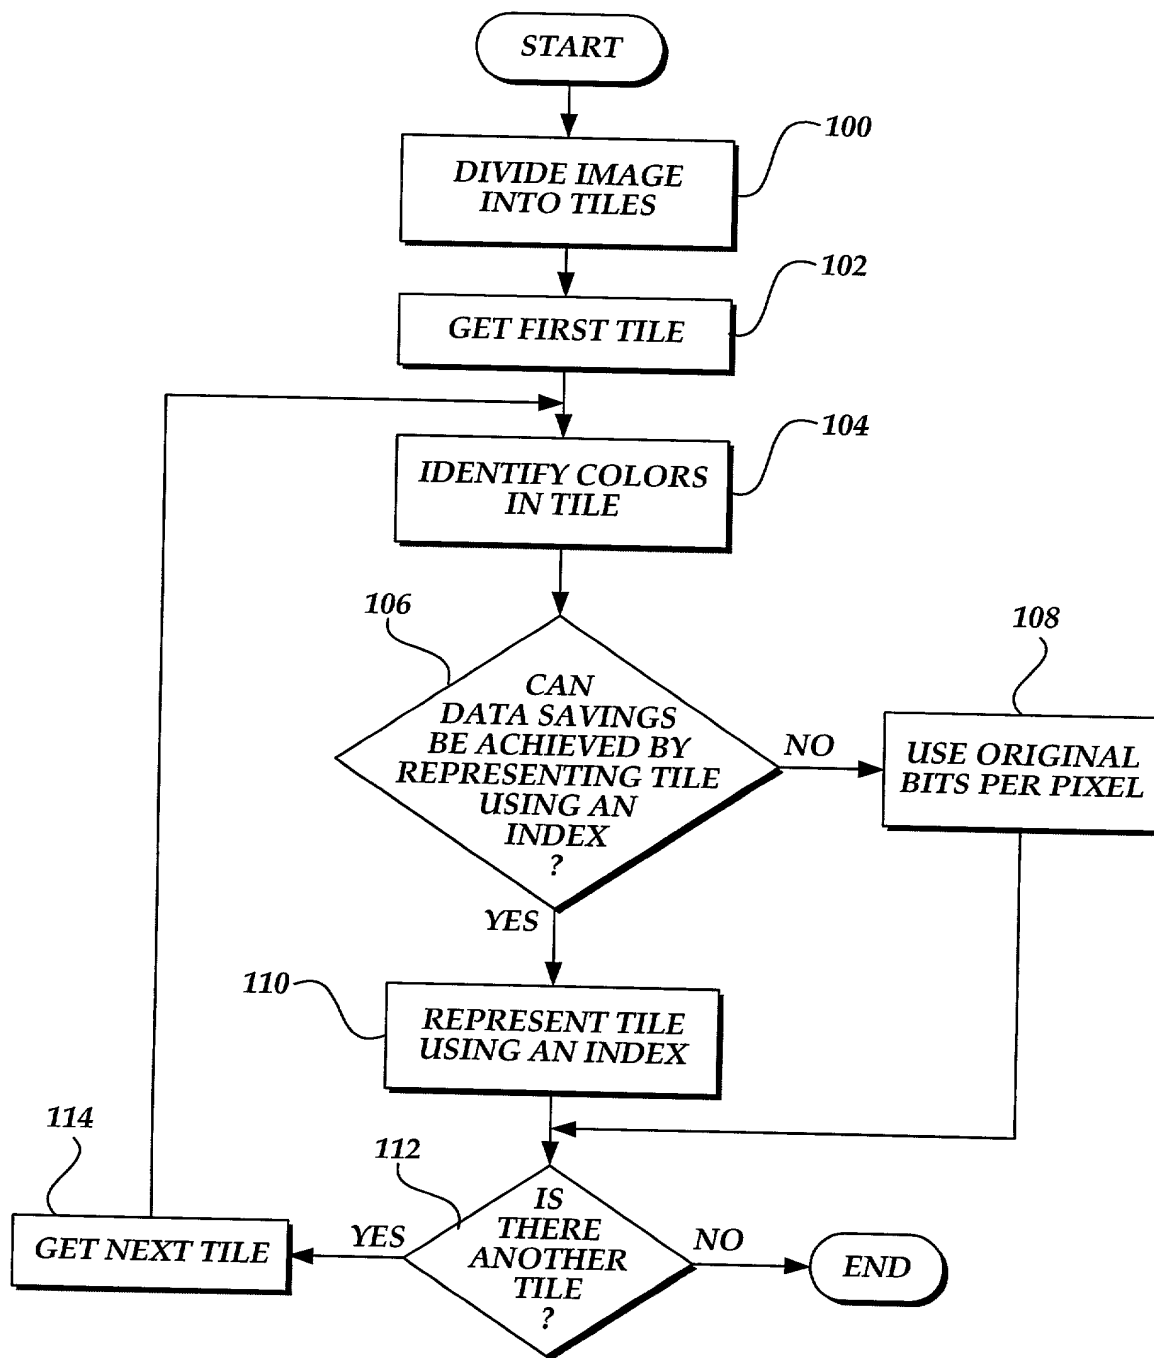 START
100
DIVIDE IMAGE
INTO TILES
102
GET FIRST TILE
104
IDENTIFY COLORS
IN TILE
106
CAN
DATA SAVINGS
BE ACHIEVED BY
REPRESENTING TILE
USING AN
INDEX
?
NO
108
USE ORIGINAL
BITS PER PIXEL
YES
110
REPRESENT TILE
USING AN INDEX
112
IS
THERE
ANOTHER
TILE
?
YES
114
GET NEXT TILE
NO
END